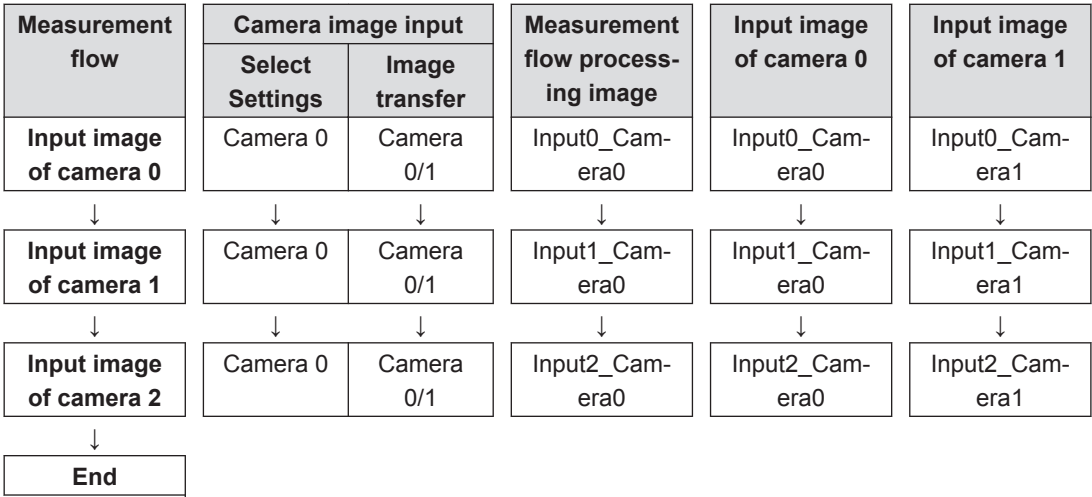 Measurement flow
Camera image input
Select Settings
Image transfer
Measurement flow process-
ing image
Input image of camera 0
Input image of camera 1
Input image of camera 0
Camera 0
Camera 0/1
Input0_Cam-
era0
Input0_Cam-
era0
Input0_Cam-
era1
↓ ↓ ↓ ↓ ↓ ↓
Input image of camera 1
Camera 0
Camera 0/1
Input1_Cam-
era0
Input1_Cam-
era0
Input1_Cam-
era1
↓ ↓ ↓ ↓ ↓ ↓
Input image of camera 2
Camera 0
Camera 0/1
Input2_Cam-
era0
Input2_Cam-
era0
Input2_Cam-
era1
↓
End